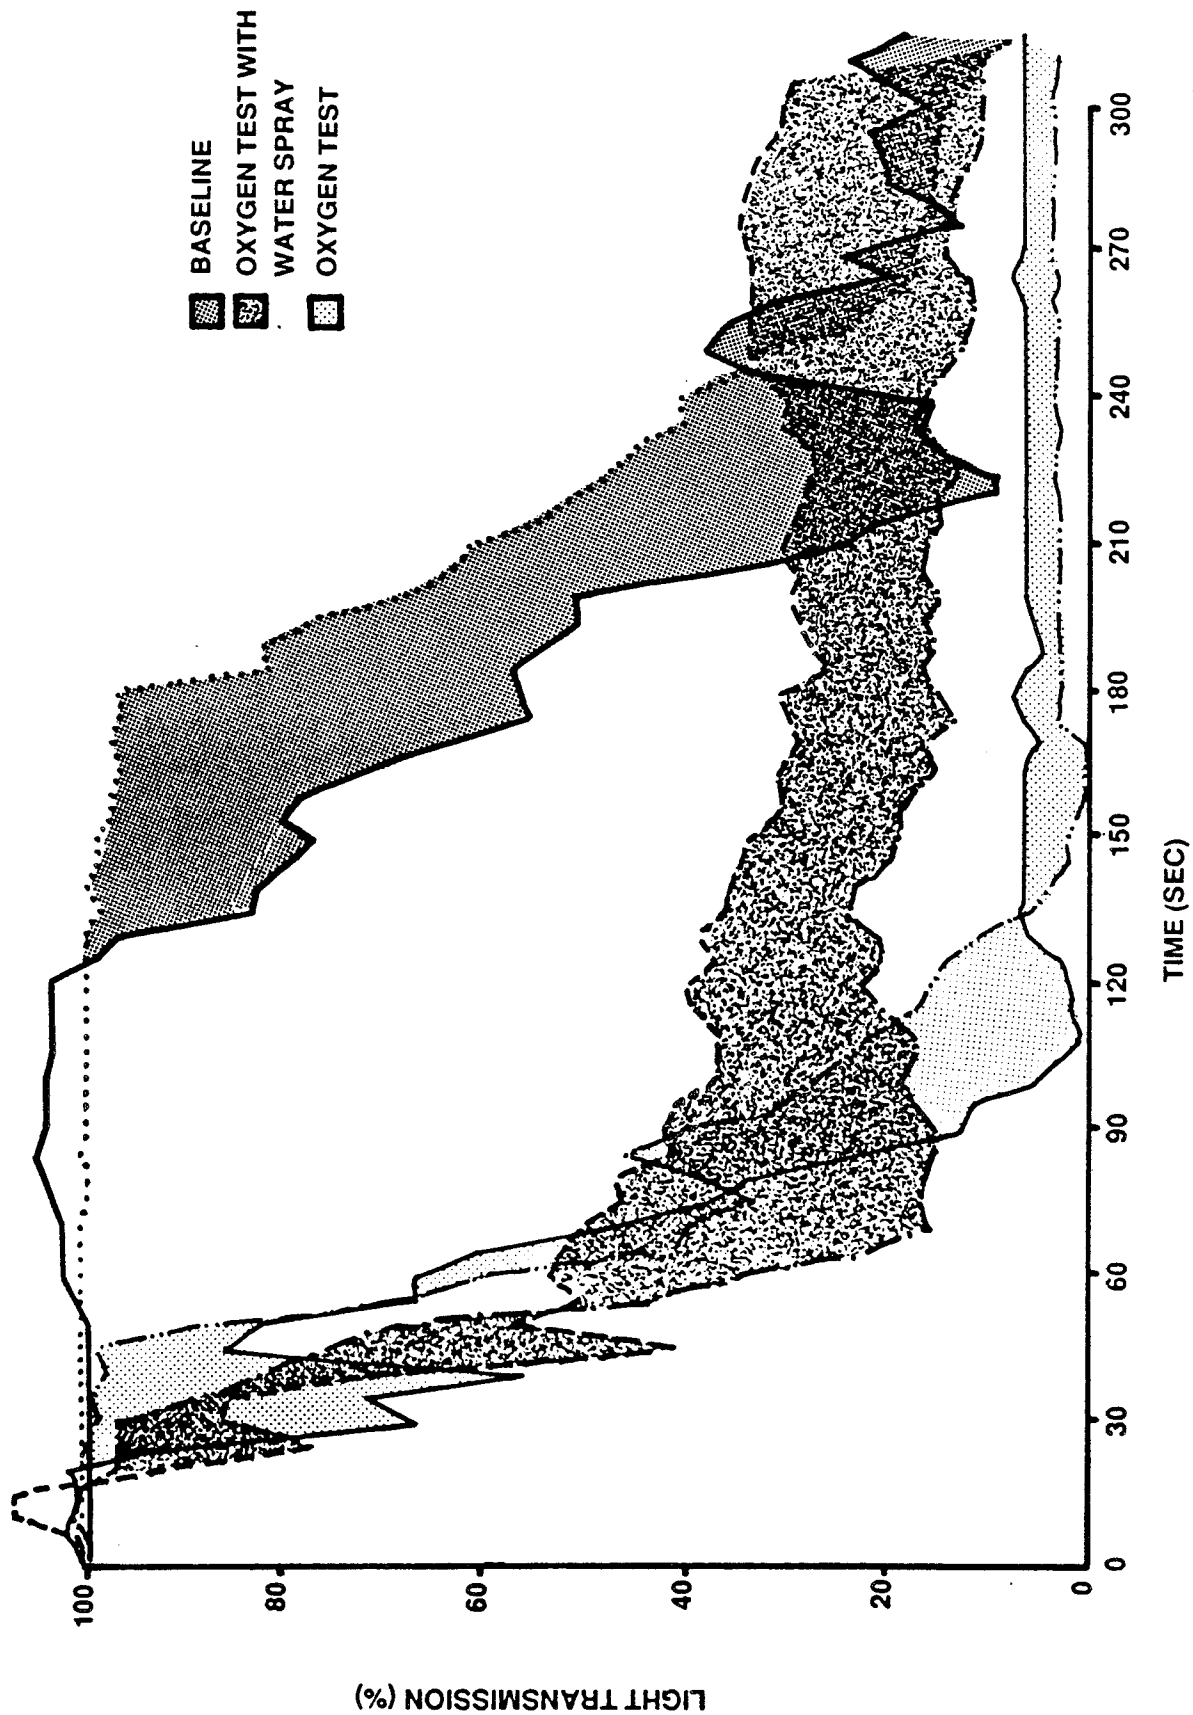 BASELINE
OXYGEN TEST WITH
WATER SPRAY
OXYGEN TEST
LIGHT TRANSMISSION (%)
100
80
60
40
20
0
0 30 60 90 120 150 180 210 240 270 300
TIME (SEC)